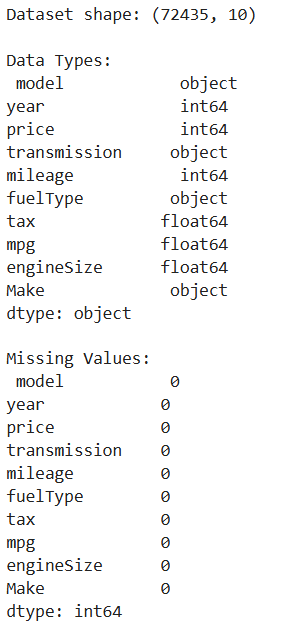 Dataset shape: (72435, 10)

Data Types:
 model            object
year              int64
price             int64
transmission     object
mileage           int64
fuelType         object
tax             float64
mpg             float64
engineSize      float64
Make             object
dtype: object

Missing Values:
 model           0
year            0
price           0
transmission    0
mileage         0
fuelType        0
tax             0
mpg             0
engineSize      0
Make            0
dtype: int64